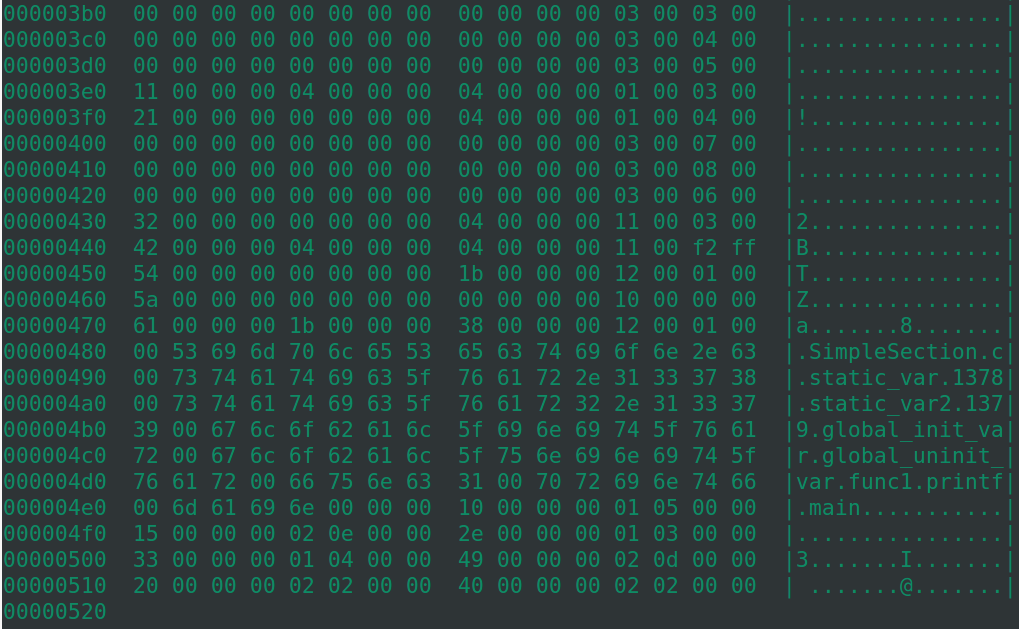 000003b0  00 00 00 00 00 00 00 00  00 00 00 00 03 00 03 00  |................|
000003c0  00 00 00 00 00 00 00 00  00 00 00 00 03 00 04 00  |................|
000003d0  00 00 00 00 00 00 00 00  00 00 00 00 03 00 05 00  |................|
000003e0  11 00 00 00 04 00 00 00  04 00 00 00 01 00 03 00  |................|
000003f0  21 00 00 00 00 00 00 00  04 00 00 00 01 00 04 00  |!...............|
00000400  00 00 00 00 00 00 00 00  00 00 00 00 03 00 07 00  |................|
00000410  00 00 00 00 00 00 00 00  00 00 00 00 03 00 08 00  |................|
00000420  00 00 00 00 00 00 00 00  00 00 00 00 03 00 06 00  |................|
00000430  32 00 00 00 00 00 00 00  04 00 00 00 11 00 03 00  |2...............|
00000440  42 00 00 00 04 00 00 00  04 00 00 00 11 00 f2 ff  |B...............|
00000450  54 00 00 00 00 00 00 00  1b 00 00 00 12 00 01 00  |T...............|
00000460  5a 00 00 00 00 00 00 00  00 00 00 00 10 00 00 00  |Z...............|
00000470  61 00 00 00 1b 00 00 00  38 00 00 00 12 00 01 00  |a.......8.......|
00000480  00 53 69 6d 70 6c 65 53  65 63 74 69 6f 6e 2e 63  |.SimpleSection.c|
00000490  00 73 74 61 74 69 63 5f  76 61 72 2e 31 33 37 38  |.static_var.1378|
000004a0  00 73 74 61 74 69 63 5f  76 61 72 32 2e 31 33 37  |.static_var2.137|
000004b0  39 00 67 6c 6f 62 61 6c  5f 69 6e 69 74 5f 76 61  |9.global_init_va|
000004c0  72 00 67 6c 6f 62 61 6c  5f 75 6e 69 6e 69 74 5f  |r.global_uninit_|
000004d0  76 61 72 00 66 75 6e 63  31 00 70 72 69 6e 74 66  |var.func1.printf|
000004e0  00 6d 61 69 6e 00 00 00  10 00 00 00 01 05 00 00  |.main...........|
000004f0  15 00 00 00 02 0e 00 00  2e 00 00 00 01 03 00 00  |................|
00000500  33 00 00 00 01 04 00 00  49 00 00 00 02 0d 00 00  |3.......I.......|
00000510  20 00 00 00 02 02 00 00  40 00 00 00 02 02 00 00  | .......@.......|
00000520